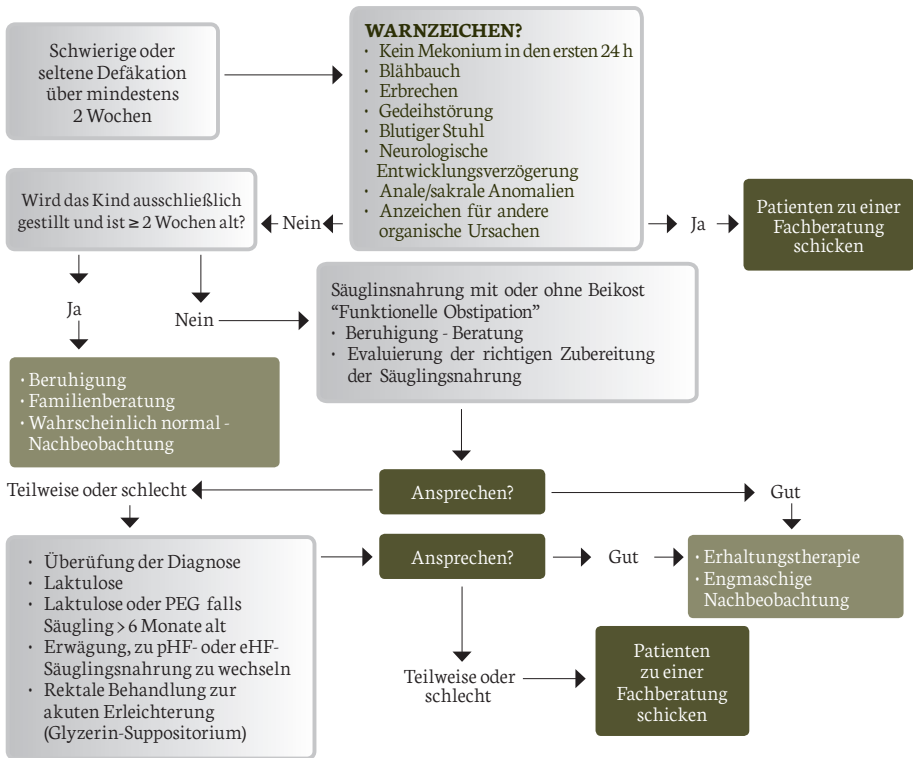 Schwierige oder
seltene Defäkation
über mindestens
2 Wochen
WARNZEICHEN?
· Kein Mekonium in den ersten 24 h
· Blähbauch
· Erbrechen
· Gedeihstörung
· Blutiger Stuhl
· Neurologische
Entwicklungsverzögerung
· Anale/sakrale Anomalien
· Anzeichen für andere
organische Ursachen
Wird das Kind ausschließlich
gestillt und ist ≥ 2 Wochen alt?
Nein
Ja
Patienten zu einer
Fachberatung
schicken
Ja
Nein
Säuglinsnahrung mit oder ohne Beikost
“Funktionelle Obstipation”
· Beruhigung - Beratung
· Evaluierung der richtigen Zubereitung
der Säuglingsnahrung
· Beruhigung
· Familienberatung
· Wahrscheinlich normal -
Nachbeobachtung
Teilweise oder schlecht
Ansprechen?
Gut
· Überüfung der Diagnose
· Laktulose
· Laktulose oder PEG falls
Säugling > 6 Monate alt
· Erwägung, zu pHF- oder eHF-
Säuglingsnahrung zu wechseln
· Rektale Behandlung zur
akuten Erleichterung
(Glyzerin-Suppositorium)
Ansprechen?
Gut
· Erhaltungstherapie
· Engmaschige
Nachbeobachtung
Teilweise oder
schlecht
Patienten
zu einer
Fachberatung
schicken